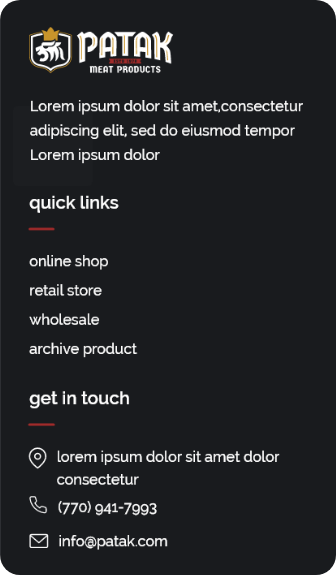 PATAK
MEAT PRODUCTS
Lorem ipsum dolor sit amet,consectetur
adipiscing elit, sed do eiusmod tempor
Lorem ipsum dolor
quick links
online shop
retail store
wholesale
archive product
get in touch
lorem ipsum dolor sit amet dolor
consectetur
(770) 941-7993
info@patak.com